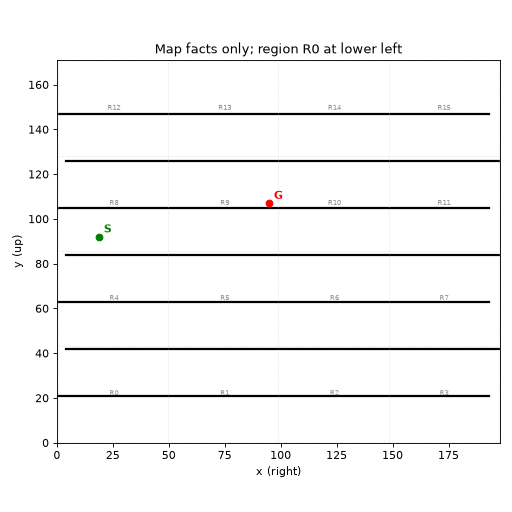 Map facts only; region R0 at lower left
160
140
120
100
80
60
40
20
0
R12 R13 R14 R15
G
R8 R9 R10 R11
S
R4 R5 R6 R7
R0 R1 R2 R3
0 25 50 75 100 125 150 175
x (right)
y (up)